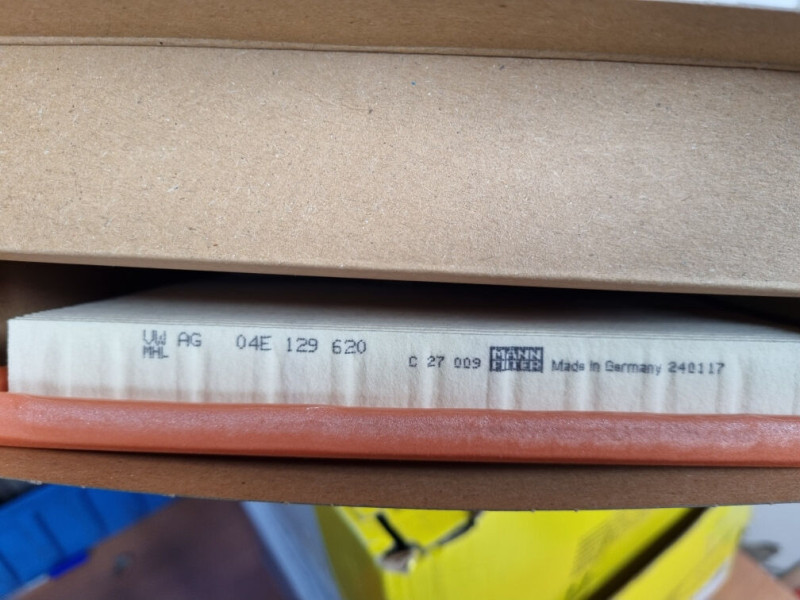 VW AG 04E 129 620
MHL
C 27 009 MANN FILTER Made in Germany 240117